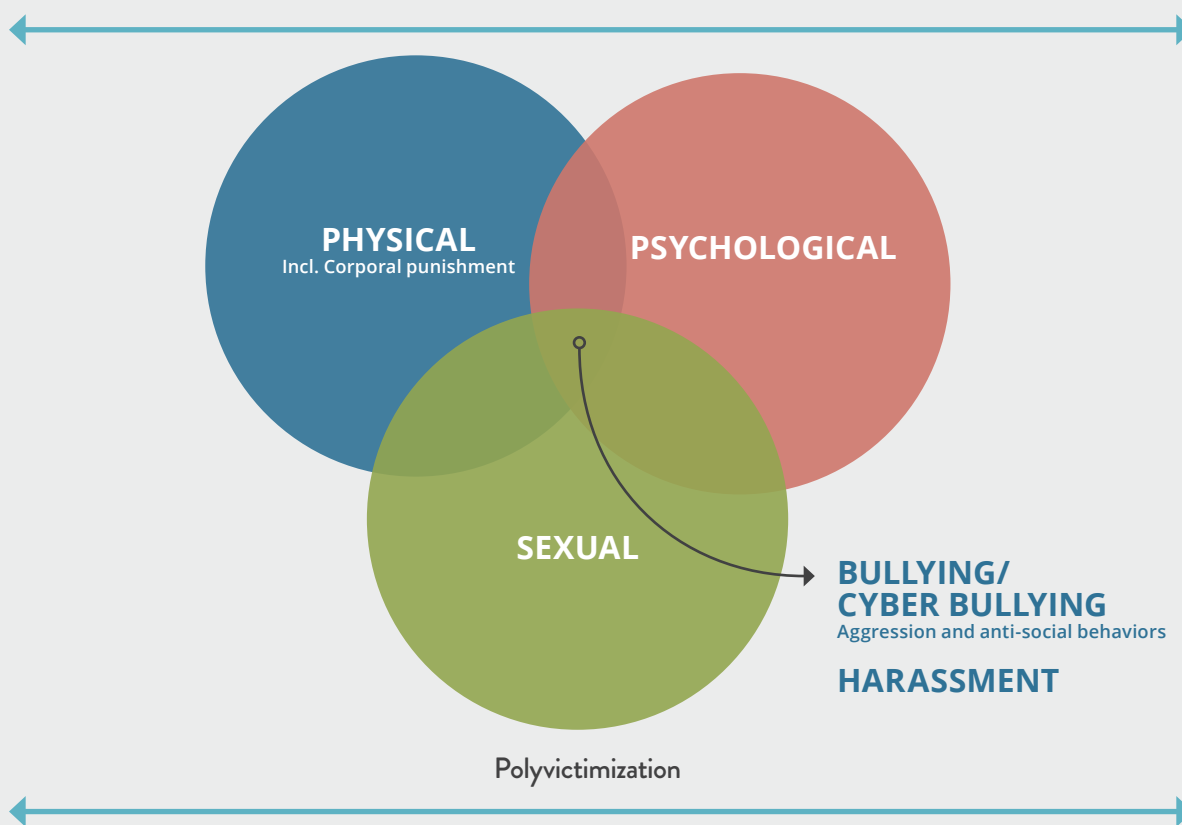 PHYSICAL
Incl. Corporal punishment
PSYCHOLOGICAL
SEXUAL
BULLYING/
CYBER BULLYING
Aggression and anti-social behaviors
HARASSMENT
Polyvictimization